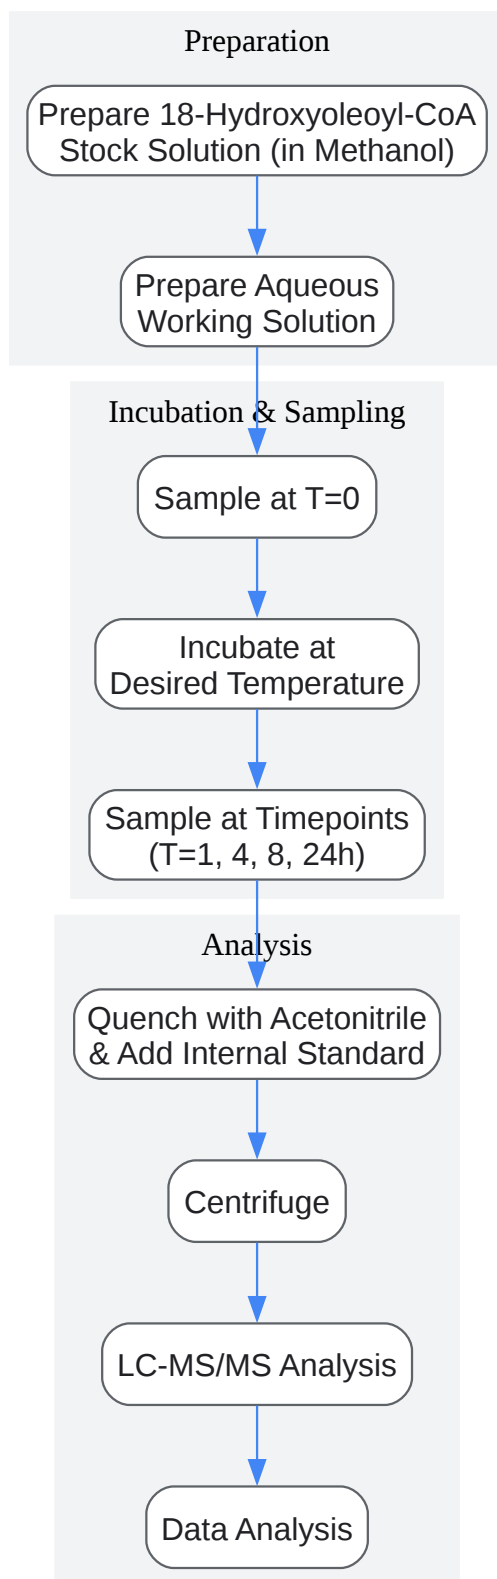 Preparation
Prepare 18-Hydroxyoleoyl-CoA
Stock Solution (in Methanol)
Prepare Aqueous
Working Solution
Incubation & Sampling
Sample at T=0
Incubate at
Desired Temperature
Sample at Timepoints
(T=1, 4, 8, 24h)
Analysis
Quench with Acetonitrile
& Add Internal Standard
Centrifuge
LC-MS/MS Analysis
Data Analysis